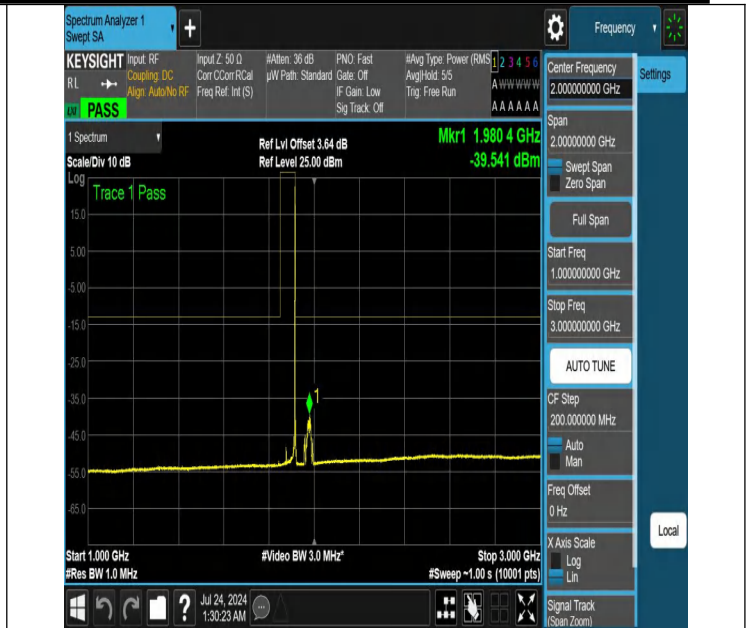 Spectrum Analyzer 1
Swept SA
+
Frequency
KEYSIGHT
RL
LXI PASS
Input: RF
Coupling: DC
Align: Auto/No RF
Input Z: 50 Ω
Corr CCorr RCal
Freq Ref: Int (S)
#Atten: 36 dB
µW Path: Standard
PNO: Fast
Gate: Off
IF Gain: Low
Sig Track: Off
#Avg Type: Power (RMS
Avg|Hold: 5/5
Trig: Free Run
1 2 3 4 5 6
A W W W W W
A A A A A A
1 Spectrum
Scale/Div 10 dB
Ref Lvl Offset 3.64 dB
Ref Level 25.00 dBm
Mkr1 1.980 4 GHz
-39.541 dBm
Log
Trace 1 Pass
15.0
5.00
-5.00
-15.0
-25.0
-35.0
-45.0
-55.0
-65.0
1
Start 1.000 GHz
#Res BW 1.0 MHz
#Video BW 3.0 MHz*
Stop 3.000 GHz
#Sweep ~1.00 s (10001 pts)
?
Jul 24, 2024
1:30:23 AM
Center Frequency
2.000000000 GHz
Settings
Span
2.00000000 GHz
Swept Span
Zero Span
Full Span
Start Freq
1.000000000 GHz
Stop Freq
3.000000000 GHz
AUTO TUNE
CF Step
200.000000 MHz
Auto
Man
Freq Offset
0 Hz
X Axis Scale
Log
Lin
Local
Signal Track
(Span Zoom)